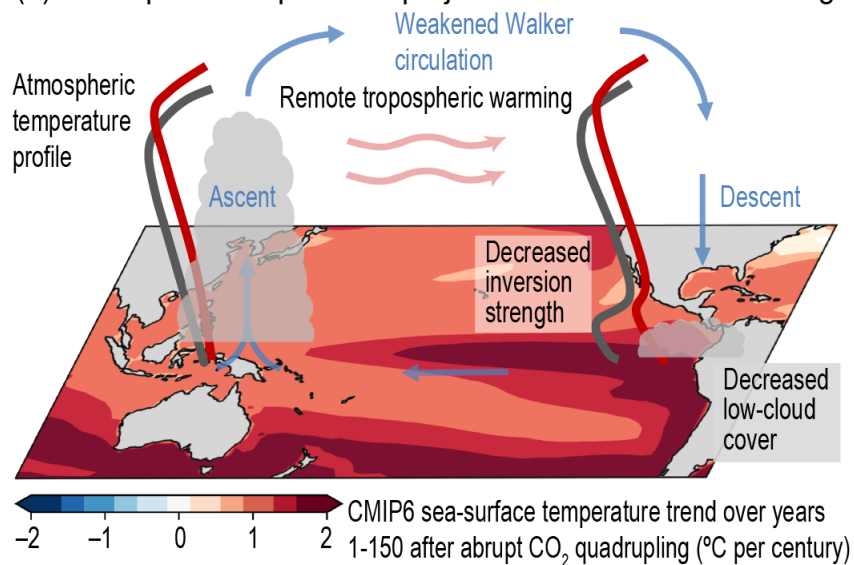 Weakened Walker
circulation
Atmospheric
temperature
profile
Remote tropospheric warming
Ascent
Descent
Decreased
inversion
strength
Decreased
low-cloud
cover
–2 –1 0 1 2
CMIP6 sea-surface temperature trend over years
1-150 after abrupt CO₂ quadrupling (ºC per century)